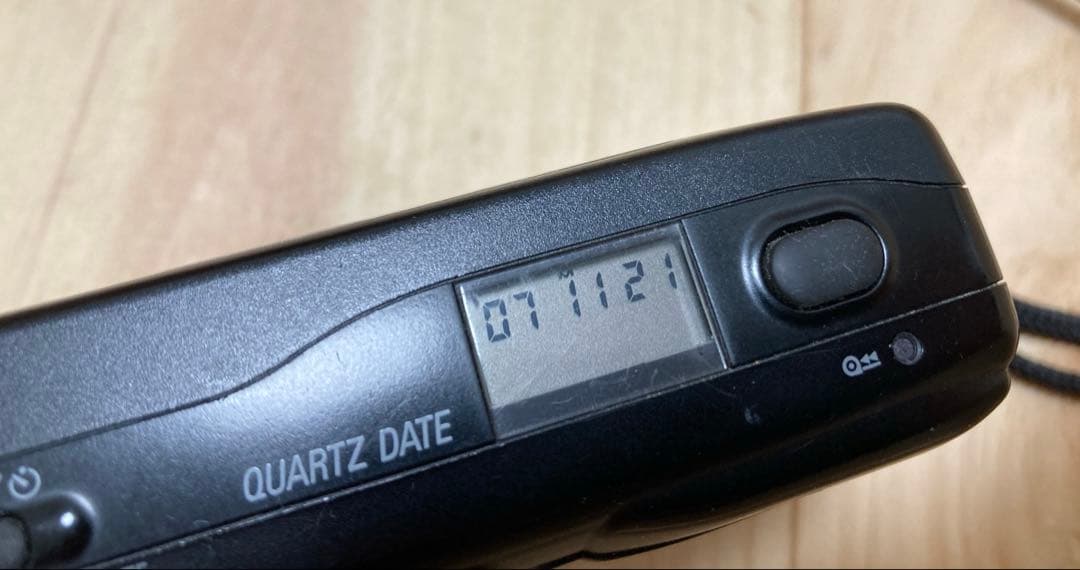 07 M 11 21
QUARTZ DATE